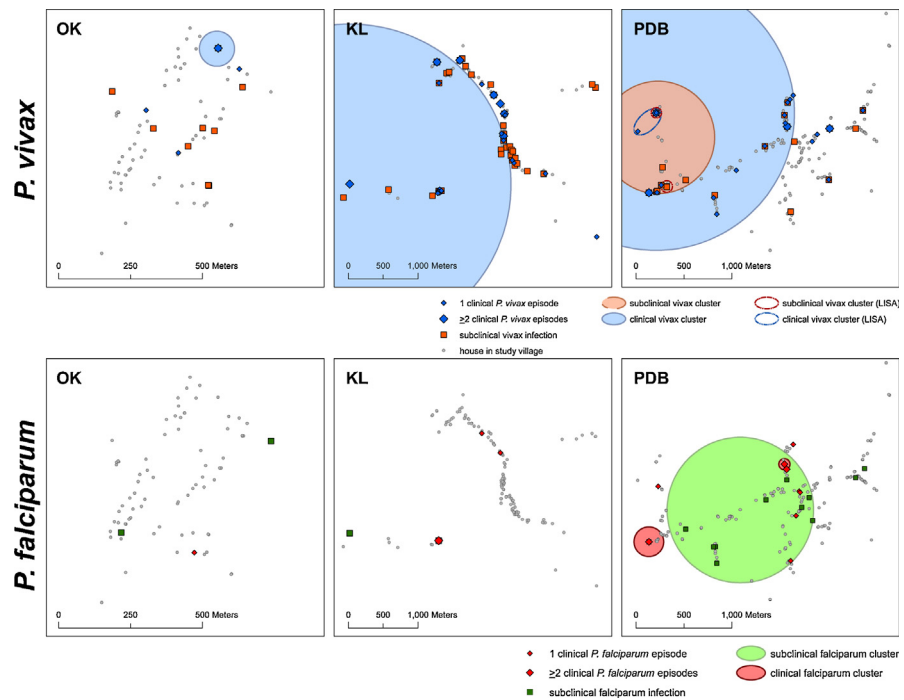 OK
KL
PDB
P. vivax
0 250 500 Meters
0 500 1,000 Meters
0 500 1,000 Meters
1 clinical P. vivax episode
≥2 clinical P. vivax episodes
subclinical vivax infection
house in study village
subclinical vivax cluster
clinical vivax cluster
subclinical vivax cluster (LISA)
clinical vivax cluster (LISA)
OK
KL
PDB
P. falciparum
0 250 500 Meters
0 500 1,000 Meters
0 500 1,000 Meters
1 clinical P. falciparum episode
≥2 clinical P. falciparum episodes
subclinical falciparum infection
subclinical falciparum cluster
clinical falciparum cluster